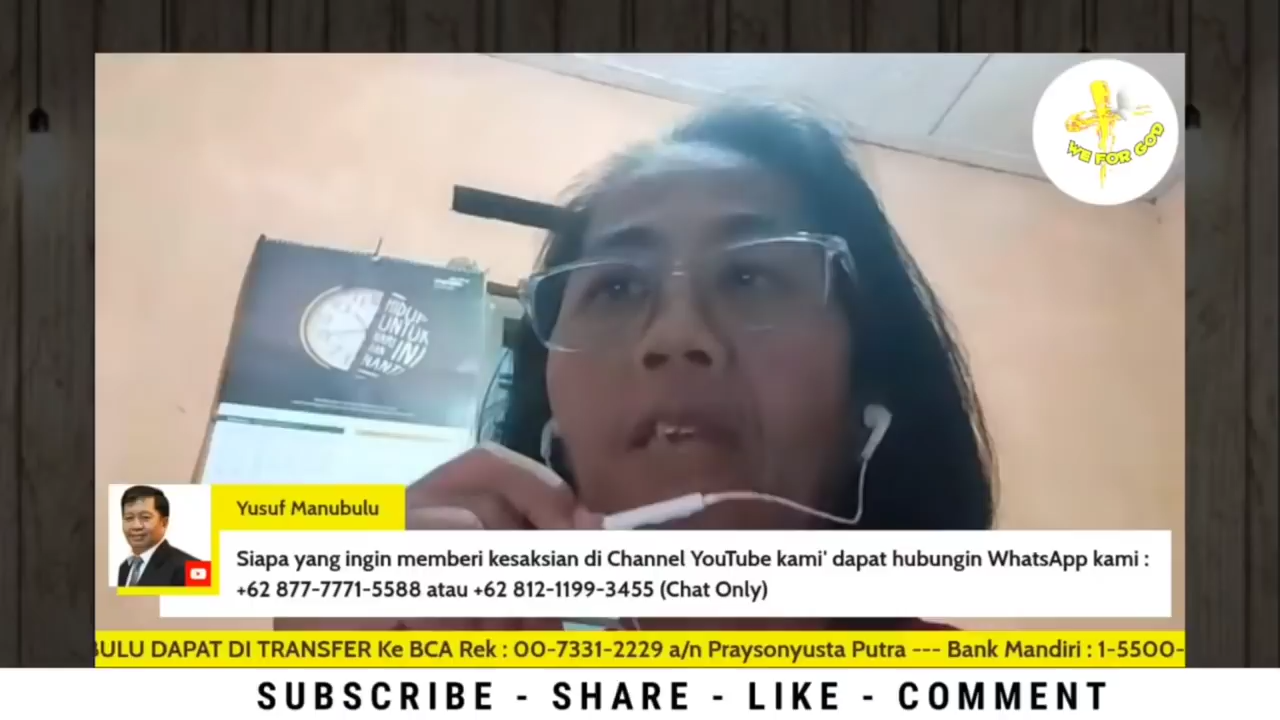 WE FOR GOD
HIDUP
UNTUK
INI
NANTI
Yusuf Manubulu
Siapa yang ingin memberi kesaksian di Channel YouTube kami' dapat hubungin WhatsApp kami :
+62 877-7771-5588 atau +62 812-1199-3455 (Chat Only)
BULU DAPAT DI TRANSFER Ke BCA Rek : 00-7331-2229 a/n Praysonyusta Putra --- Bank Mandiri : 1-5500-
SUBSCRIBE - SHARE - LIKE - COMMENT